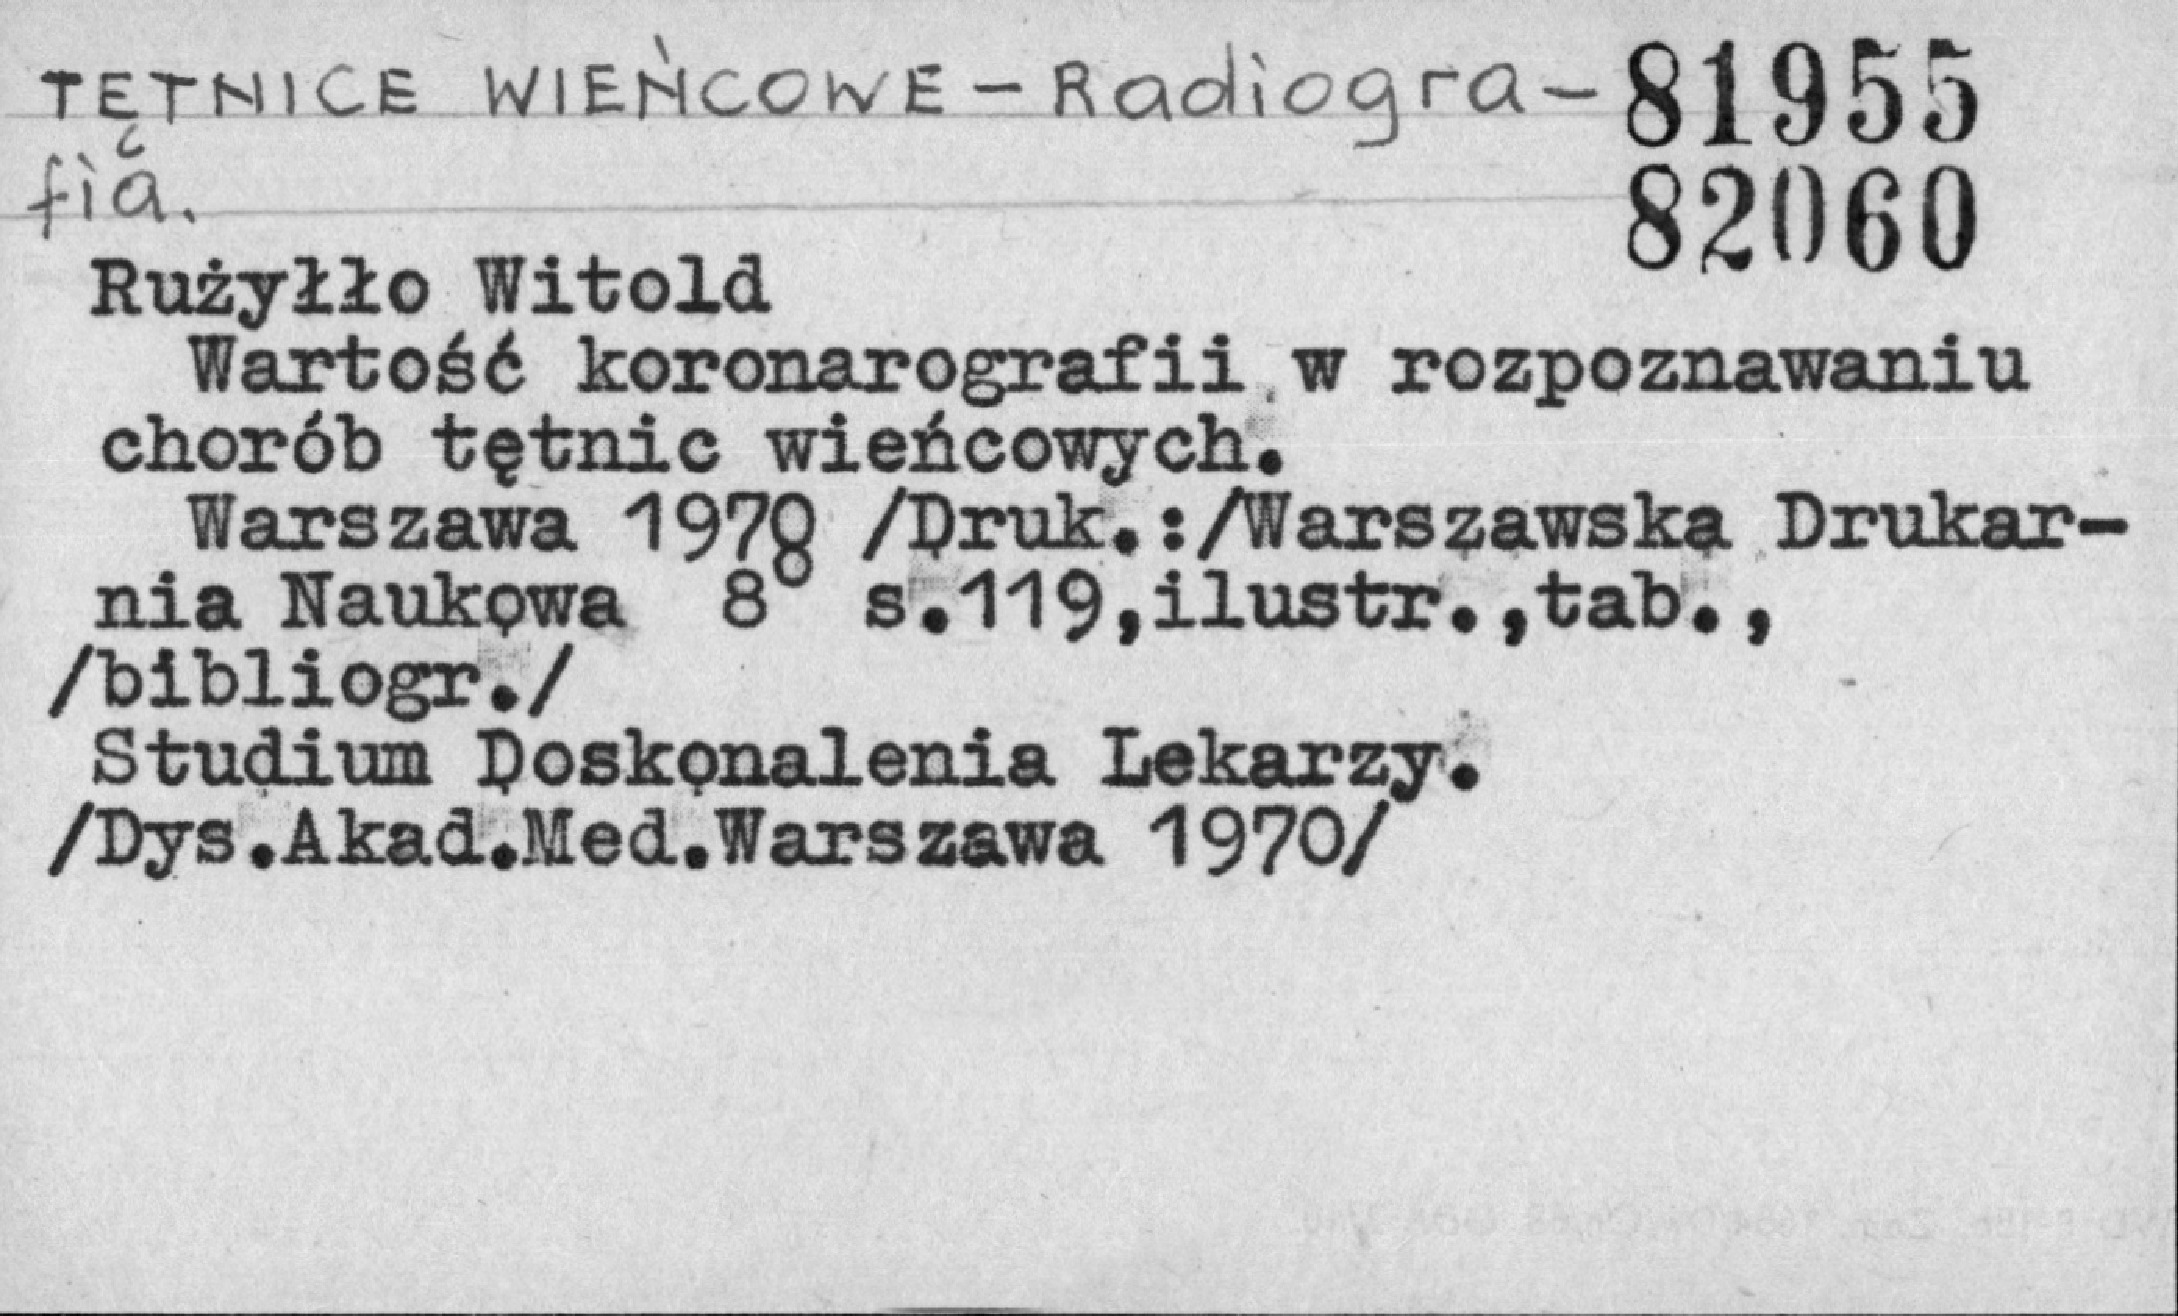 TĘTNICE WIEŃCOWE – Radiogra- 81955
fia. 82060
Rużyłło Witold
Wartość koronarografii w rozpoznawaniu
chorób tętnic wieńcowych.
Warszawa 1970 /Druk.:/Warszawska Drukar-
nia Naukowa 8° s.119,ilustr.,tab.,
/bibliogr./
Studium Doskonalenia Lekarzy.
/Dys.Akad.Med.Warszawa 1970/